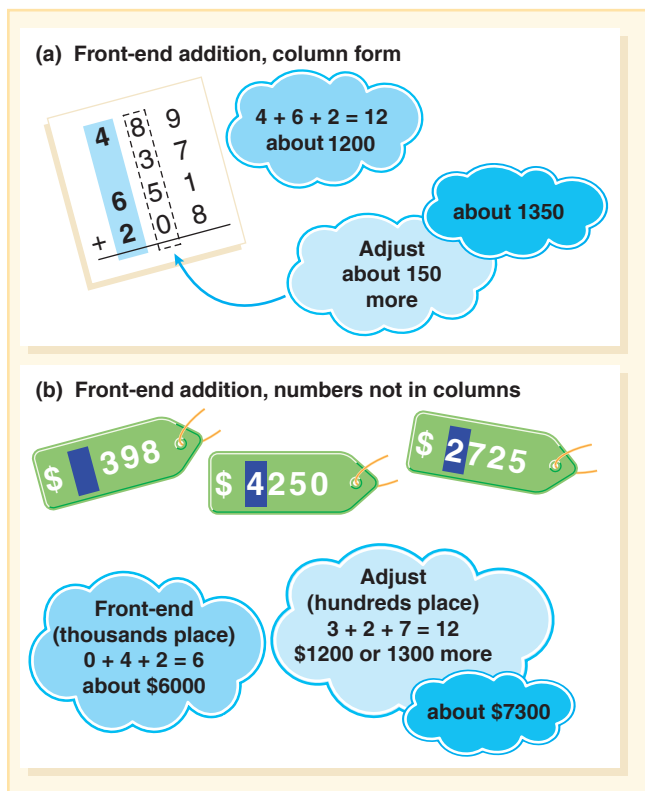 (a) Front-end addition, column form
4 8 9
3 7
6 5 1
+ 2 0 8
4 + 6 + 2 = 12
about 1200
about 1350
Adjust
about 150
more
(b) Front-end addition, numbers not in columns
$ 398
$ 4250
$ 2725
Front-end
(thousands place)
0 + 4 + 2 = 6
about $6000
Adjust
(hundreds place)
3 + 2 + 7 = 12
$1200 or 1300 more
about $7300